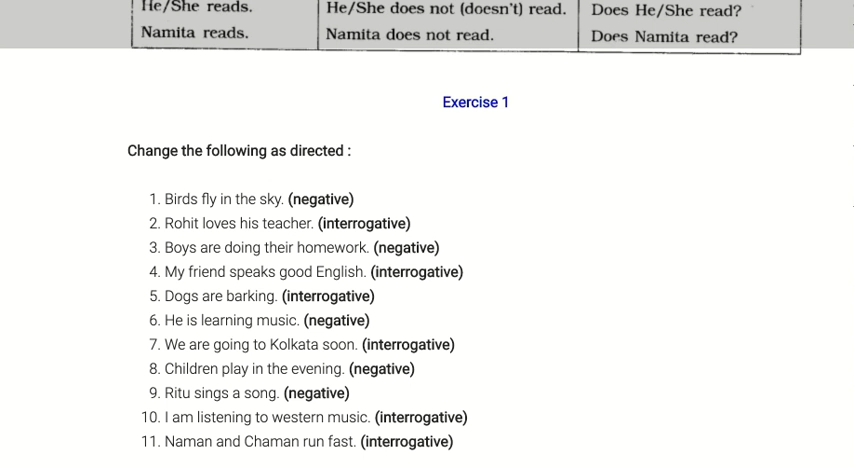 He/She reads. He/She does not (doesn't) read. Does He/She read?
Namita reads. Namita does not read. Does Namita read?
Exercise 1
Change the following as directed :
1. Birds fly in the sky. (negative)
2. Rohit loves his teacher. (interrogative)
3. Boys are doing their homework. (negative)
4. My friend speaks good English. (interrogative)
5. Dogs are barking. (interrogative)
6. He is learning music. (negative)
7. We are going to Kolkata soon. (interrogative)
8. Children play in the evening. (negative)
9. Ritu sings a song. (negative)
10. I am listening to western music. (interrogative)
11. Naman and Chaman run fast. (interrogative)